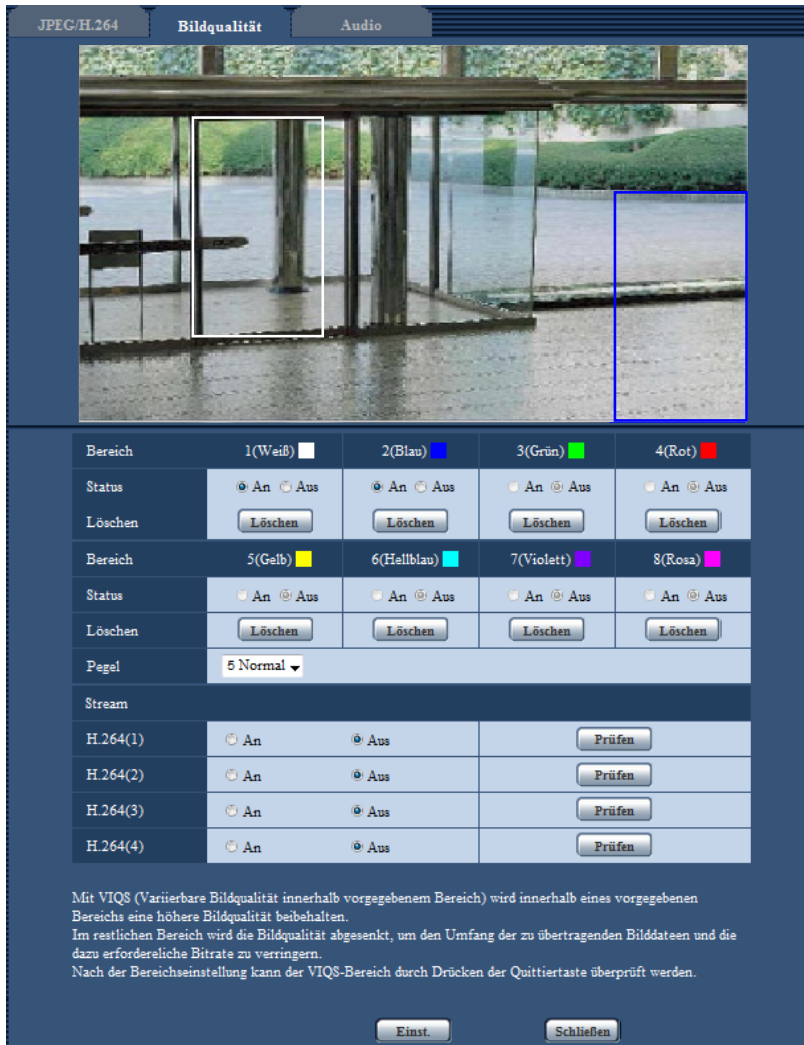 JPEG/H.264 Bildqualität Audio
Bereich 1(Weiß) 2(Blau) 3(Grün) 4(Rot)
Status An Aus An Aus An Aus An Aus
Löschen Löschen Löschen Löschen Löschen
Bereich 5(Gelb) 6(Hellblau) 7(Violett) 8(Rosa)
Status An Aus An Aus An Aus An Aus
Löschen Löschen Löschen Löschen Löschen
Pegel 5 Normal
Stream
H.264(1) An Aus Prüfen
H.264(2) An Aus Prüfen
H.264(3) An Aus Prüfen
H.264(4) An Aus Prüfen
Mit VIQS (Variierbare Bildqualität innerhalb vorgegebenem Bereich) wird innerhalb eines vorgegebenen
Bereichs eine höhere Bildqualität beibehalten.
Im restlichen Bereich wird die Bildqualität abgesenkt, um den Umfang der zu übertragenden Bilddateen und die
dazu erfordereliche Bitrate zu verringern.
Nach der Bereichseinstellung kann der VIQS-Bereich durch Drücken der Quittiertaste überprüft werden.
Einst. Schließen